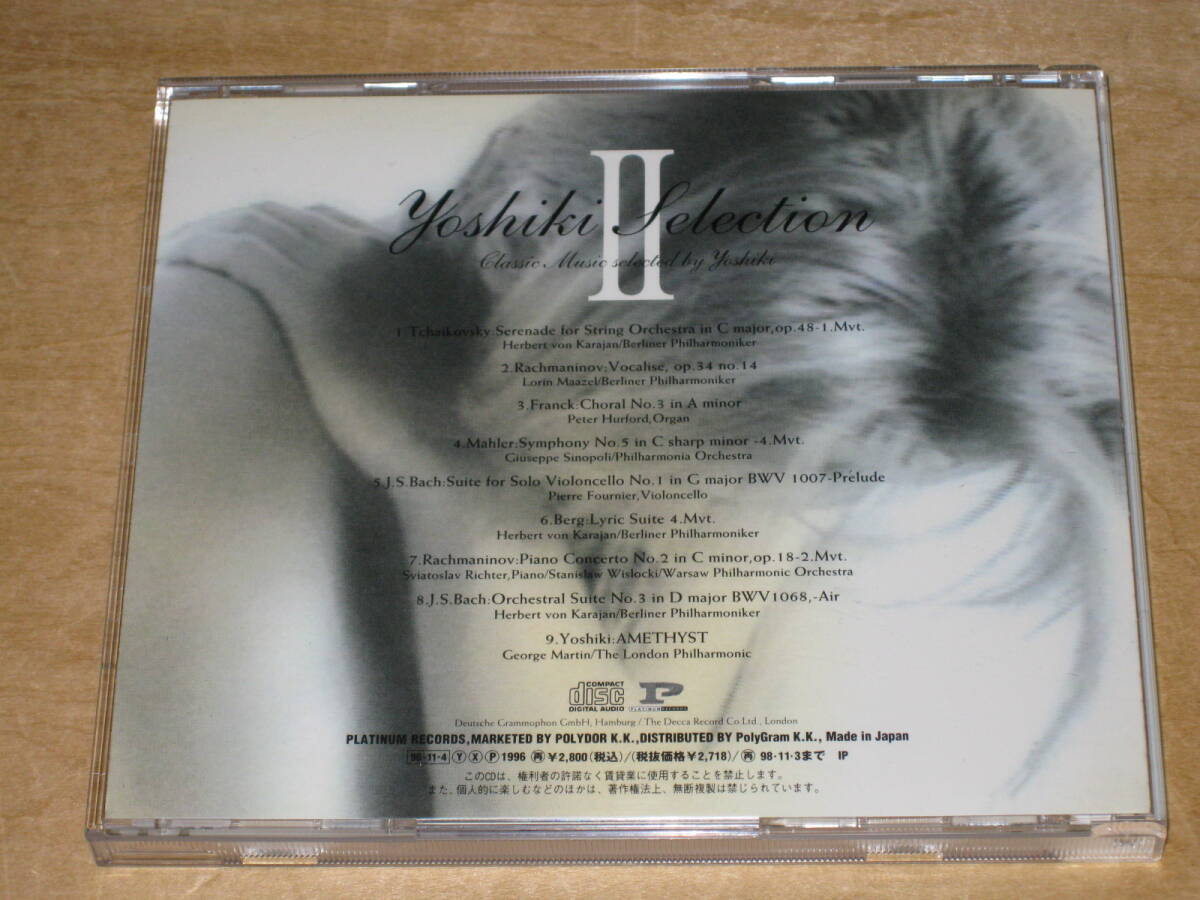 II
Yoshiki Selection
Classic Music selected by Yoshiki
1.Tchaikovsky:Serenade for String Orchestra in C major,op.48-1.Mvt.
Herbert von Karajan/Berliner Philharmoniker
2.Rachmaninov:Vocalise, op.34 no.14
Lorin Maazel/Berliner Philharmoniker
3.Franck:Choral No.3 in A minor
Peter Hurford,Organ
4.Mahler:Symphony No.5 in C sharp minor -4.Mvt.
Giuseppe Sinopoli/Philharmonia Orchestra
5.J.S.Bach:Suite for Solo Violoncello No.1 in G major BWV 1007-Prélude
Pierre Fournier,Violoncello
6.Berg:Lyric Suite 4.Mvt.
Herbert von Karajan/Berliner Philharmoniker
7.Rachmaninov:Piano Concerto No.2 in C minor,op.18-2.Mvt.
Sviatoslav Richter,Piano/Stanislaw Wislocki/Warsaw Philharmonic Orchestra
8.J.S.Bach:Orchestral Suite No.3 in D major BWV1068,-Air
Herbert von Karajan/Berliner Philharmoniker
9.Yoshiki:AMETHYST
George Martin/The London Philharmonic
COMPACT disc DIGITAL AUDIO P PLATINUM RECORDS
Deutsche Grammophon GmbH, Hamburg / The Decca Record Co.Ltd., London
PLATINUM RECORDS,MARKETED BY POLYDOR K.K.,DISTRIBUTED BY PolyGram K.K., Made in Japan
96-11-4 Ⓨ Ⓧ Ⓟ 1996 ㊢ ¥2,800(税込)/(税抜価格¥2,718)/㊢ 98-11-3まで IP
このCDは、権利者の許諾なく賃貸業に使用することを禁止します。
また、個人的に楽しむなどのほかは、著作権法上、無断複製は禁じられています。